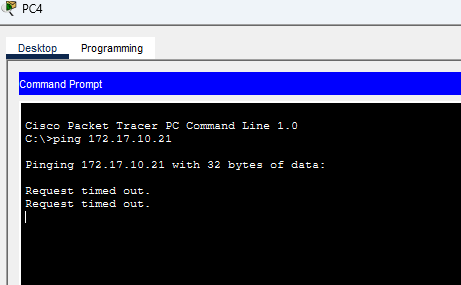 PC4
Desktop Programming
Command Prompt
Cisco Packet Tracer PC Command Line 1.0
C:\>ping 172.17.10.21
Pinging 172.17.10.21 with 32 bytes of data:
Request timed out.
Request timed out.